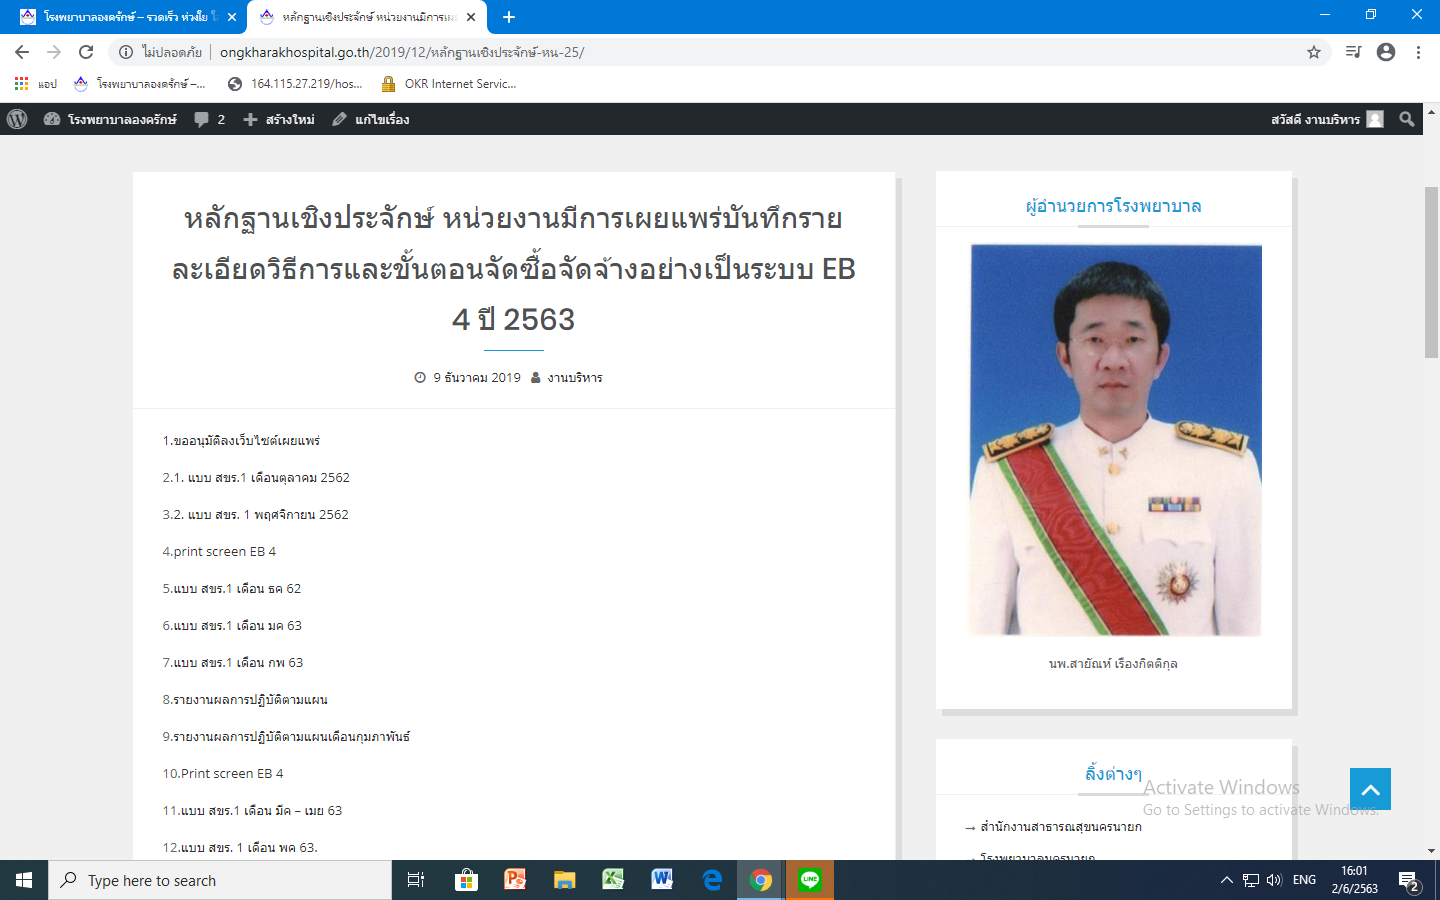 โรงพยาบาลองครักษ์ – รวดเร็ว ห่วงใย
หลักฐานเชิงประจักษ์ หน่วยงานมีการเผย
ไม่ปลอดภัย
ongkharakhospital.go.th/2019/12/หลักฐานเชิงประจักษ์-หน-25/
แอป
โรงพยาบาลองครักษ์ –...
164.115.27.219/hos...
OKR Internet Servic...
โรงพยาบาลองครักษ์
2
สร้างใหม่
แก้ไขเรื่อง
สวัสดี งานบริหาร
หลักฐานเชิงประจักษ์ หน่วยงานมีการเผยแพร่บันทึกราย
ละเอียดวิธีการและขั้นตอนจัดซื้อจัดจ้างอย่างเป็นระบบ EB
4 ปี 2563
9 ธันวาคม 2019 งานบริหาร
1.ขออนุมัติลงเว็บไซต์เผยแพร่
2.1. แบบ สขร.1 เดือนตุลาคม 2562
3.2. แบบ สขร. 1 พฤศจิกายน 2562
4.print screen EB 4
5.แบบ สขร.1 เดือน ธค 62
6.แบบ สขร.1 เดือน มค 63
7.แบบ สขร.1 เดือน กพ 63
8.รายงานผลการปฏิบัติตามแผน
9.รายงานผลการปฏิบัติตามแผนเดือนกุมภาพันธ์
10.Print screen EB 4
11.แบบ สขร.1 เดือน มีค – เมย 63
12.แบบ สขร. 1 เดือน พค 63.
ผู้อำนวยการโรงพยาบาล
นพ.สายัณห์ เรืองกิตติกุล
ลิ้งต่างๆ
→ สำนักงานสาธารณสุขนครนายก
→ โรงพยาบาลนครนายก
Activate Windows
Go to Settings to activate Windows.
Type here to search
LINE
ENG
16:01
2/6/2563
2